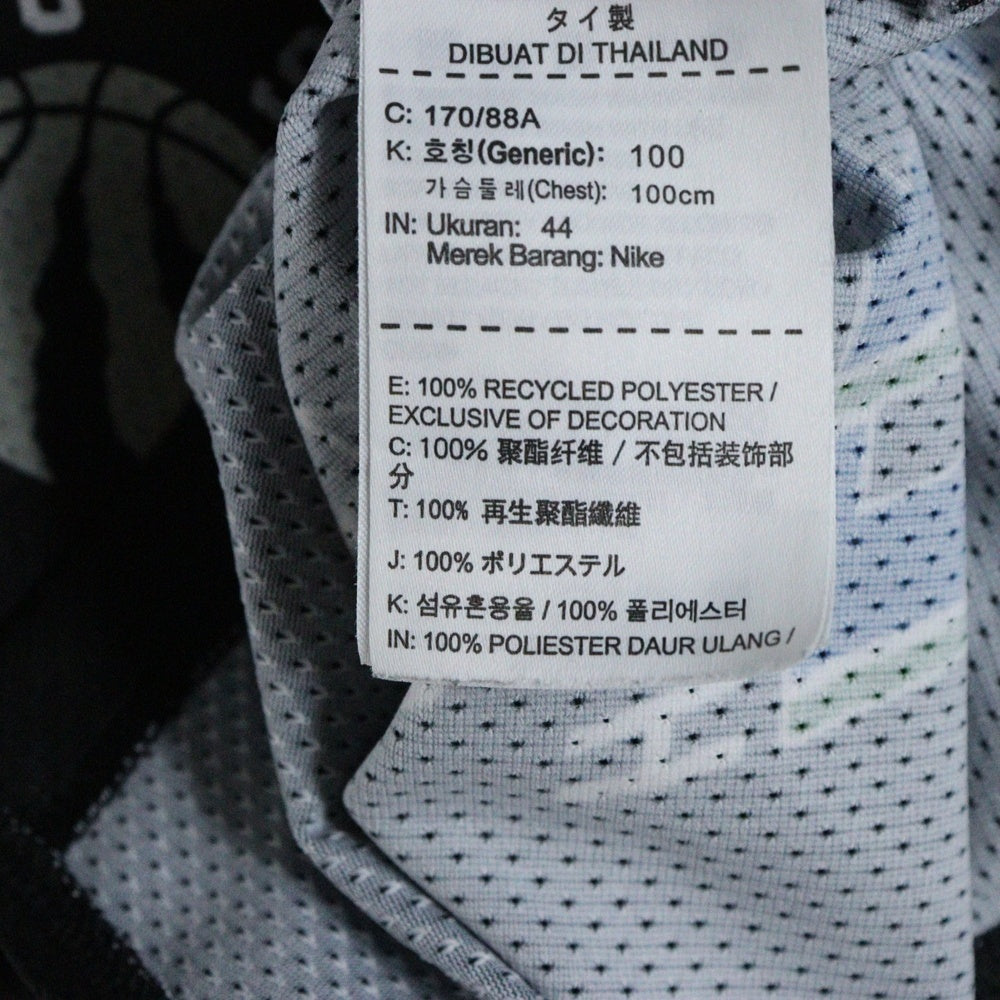 タイ製
DIBUAT DI THAILAND
C: 170/88A
K: 호칭(Generic): 100
가슴둘레(Chest): 100cm
IN: Ukuran: 44
Merek Barang: Nike
E: 100% RECYCLED POLYESTER /
EXCLUSIVE OF DECORATION
C: 100% 聚酯纤维 / 不包括装饰部
分
T: 100% 再生聚酯纖維
J: 100% ポリエステル
K: 섬유혼용율 / 100% 폴리에스터
IN: 100% POLIESTER DAUR ULANG /